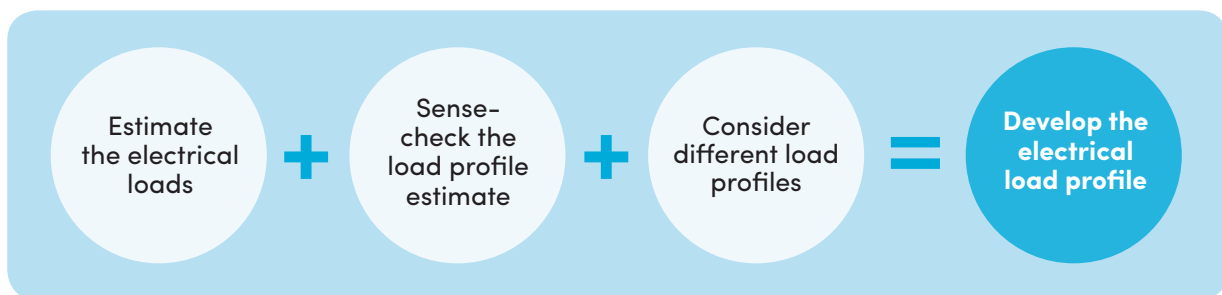 Estimate
the electrical
loads
+
Sense-
check the
load profile
estimate
+
Consider
different load
profiles
=
Develop the
electrical
load profile